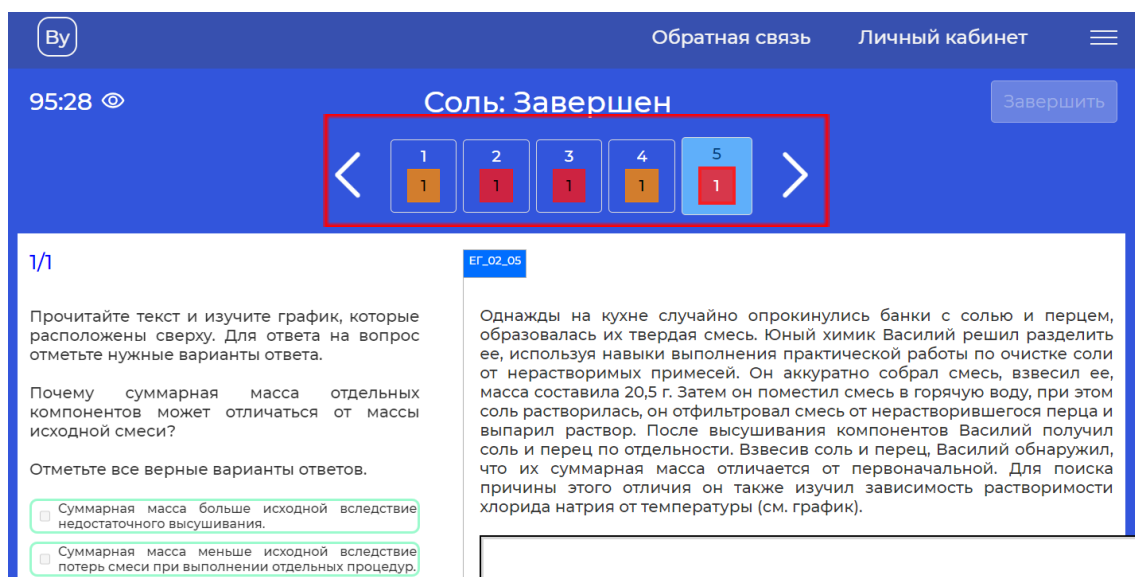 By
Обратная связь
Личный кабинет
95:28
Соль: Завершен
Завершить
1
2
3
4
5
1
1
1
1
1
1/1
Прочитайте текст и изучите график, которые
расположены сверху. Для ответа на вопрос
отметьте нужные варианты ответа.
Почему суммарная масса отдельных
компонентов может отличаться от массы
исходной смеси?
Отметьте все верные варианты ответов.
Суммарная масса больше исходной вследствие
недостаточного высушивания.
Суммарная масса меньше исходной вследствие
потерь смеси при выполнении отдельных процедур.
ЕГ_02_05
Однажды на кухне случайно опрокинулись банки с солью и перцем,
образовалась их твердая смесь. Юный химик Василий решил разделить
ее, используя навыки выполнения практической работы по очистке соли
от нерастворимых примесей. Он аккуратно собрал смесь, взвесил ее,
масса составила 20,5 г. Затем он поместил смесь в горячую воду, при этом
соль растворилась, он отфильтровал смесь от нерастворившегося перца и
выпарил раствор. После высушивания компонентов Василий получил
соль и перец по отдельности. Взвесив соль и перец, Василий обнаружил,
что их суммарная масса отличается от первоначальной. Для поиска
причины этого отличия он также изучил зависимость растворимости
хлорида натрия от температуры (см. график).